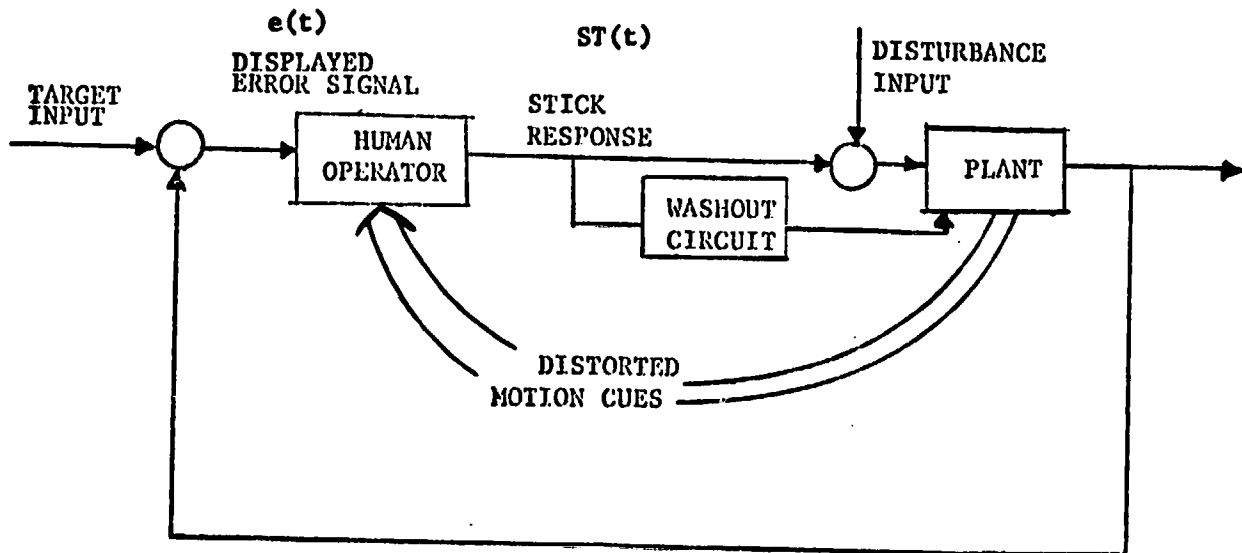 e(t)
ST(t)
DISPLAYED
ERROR SIGNAL
DISTURBANCE
INPUT
TARGET
INPUT
STICK
RESPONSE
HUMAN
OPERATOR
PLANT
WASHOUT
CIRCUIT
DISTORTED
MOTION CUES